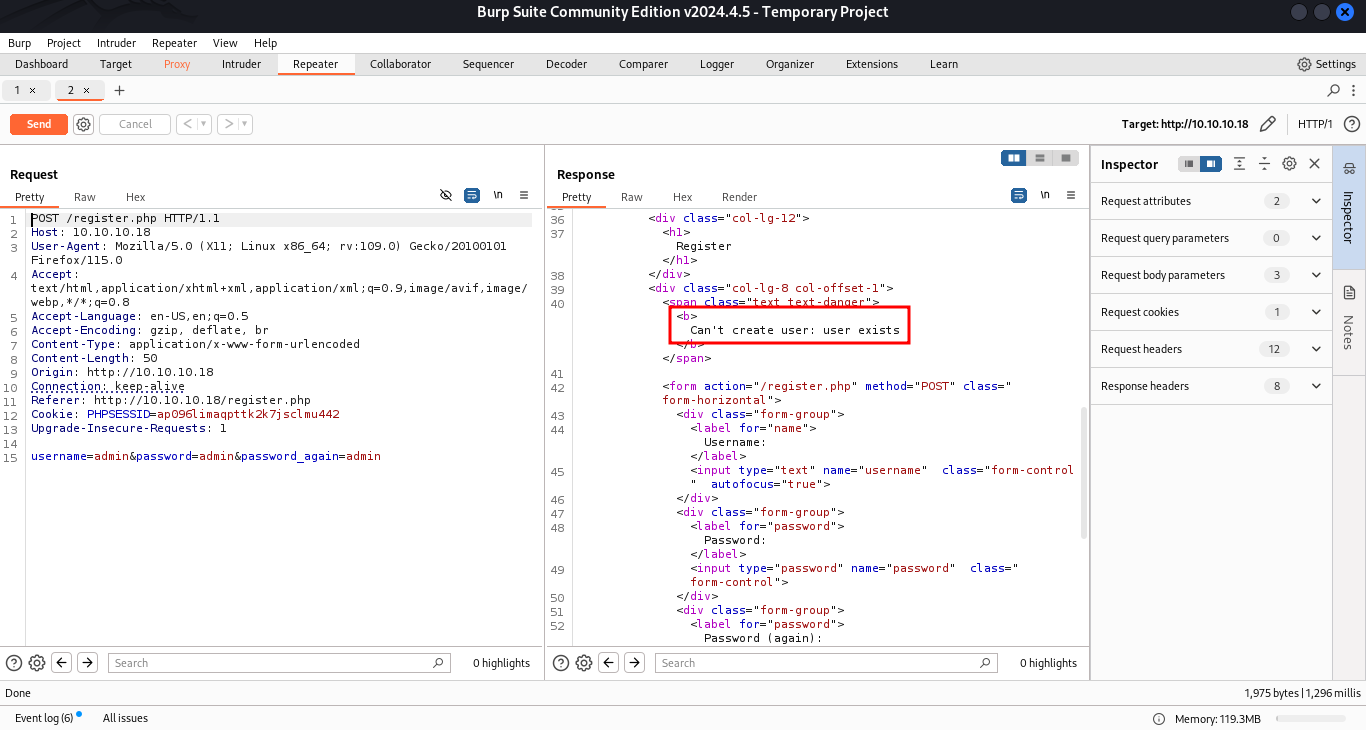 Burp Suite Community Edition v2024.4.5 - Temporary Project
Burp Project Intruder Repeater View Help
Dashboard Target Proxy Intruder Repeater Collaborator Sequencer Decoder Comparer Logger Organizer Extensions Learn Settings
1 × 2 × +
Send Cancel < > Target: http://10.10.10.18 HTTP/1
Request
Pretty Raw Hex \n
1 POST /register.php HTTP/1.1
2 Host: 10.10.10.18
3 User-Agent: Mozilla/5.0 (X11; Linux x86_64; rv:109.0) Gecko/20100101
Firefox/115.0
4 Accept:
text/html,application/xhtml+xml,application/xml;q=0.9,image/avif,image/
webp,*/*;q=0.8
5 Accept-Language: en-US,en;q=0.5
6 Accept-Encoding: gzip, deflate, br
7 Content-Type: application/x-www-form-urlencoded
8 Content-Length: 50
9 Origin: http://10.10.10.18
10 Connection: keep-alive
11 Referer: http://10.10.10.18/register.php
12 Cookie: PHPSESSID=ap096limaqpttk2k7jsclmu442
13 Upgrade-Insecure-Requests: 1
14
15 username=admin&password=admin&password_again=admin
Search 0 highlights
Response
Pretty Raw Hex Render \n
36 <div class="col-lg-12">
37 <h1>
Register
</h1>
38 </div>
39 <div class="col-lg-8 col-offset-1">
40 <span class="text text-danger">
<b>
Can't create user: user exists
</b>
</span>
41
42 <form action="/register.php" method="POST" class="
form-horizontal">
43 <div class="form-group">
44 <label for="name">
Username:
</label>
45 <input type="text" name="username"  class="form-control
"  autofocus="true">
46 </div>
47 <div class="form-group">
48 <label for="password">
Password:
</label>
49 <input type="password" name="password"  class="
form-control">
50 </div>
51 <div class="form-group">
52 <label for="password">
Password (again):
Search 0 highlights
Inspector
Request attributes 2
Request query parameters 0
Request body parameters 3
Request cookies 1
Request headers 12
Response headers 8
Inspector
Notes
Done 1,975 bytes | 1,296 millis
Event log (6) All issues Memory: 119.3MB